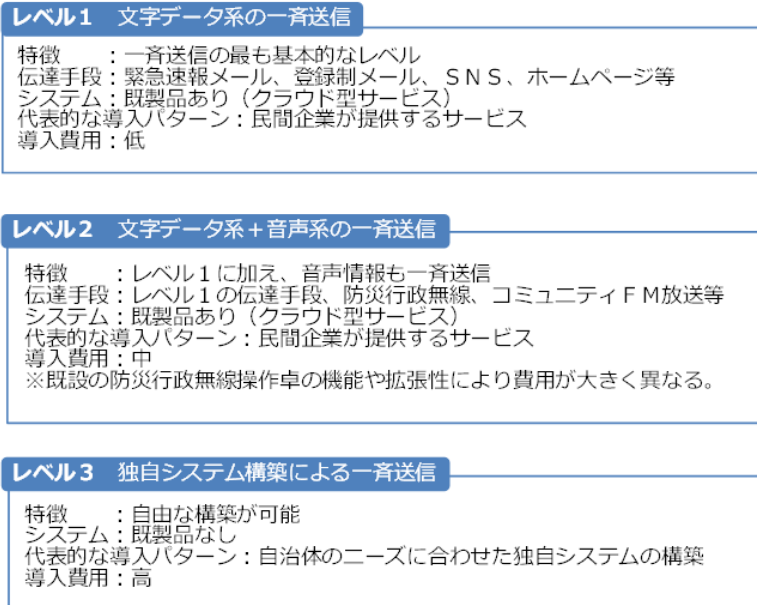 レベル１　文字データ系の一斉送信
特徴　　：一斉送信の最も基本的なレベル
伝達手段：緊急速報メール、登録制メール、ＳＮＳ、ホームページ等
システム：既製品あり（クラウド型サービス）
代表的な導入パターン：民間企業が提供するサービス
導入費用：低
レベル２　文字データ系＋音声系の一斉送信
特徴　　：レベル１に加え、音声情報も一斉送信
伝達手段：レベル１の伝達手段、防災行政無線、コミュニティＦＭ放送等
システム：既製品あり（クラウド型サービス）
代表的な導入パターン：民間企業が提供するサービス
導入費用：中
※既設の防災行政無線操作卓の機能や拡張性により費用が大きく異なる。
レベル３　独自システム構築による一斉送信
特徴　　：自由な構築が可能
システム：既製品なし
代表的な導入パターン：自治体のニーズに合わせた独自システムの構築
導入費用：高